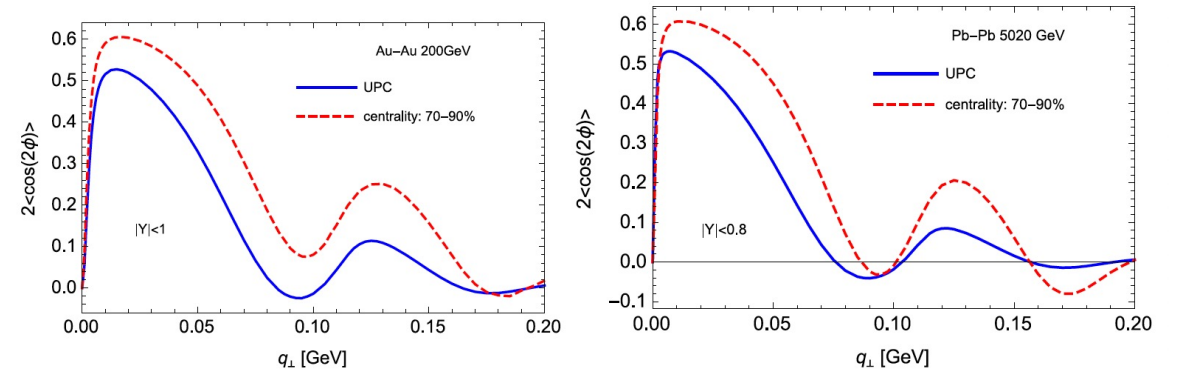 Au–Au 200GeV
UPC
centrality: 70–90%
|Y|<1
2<cos(2ϕ)>
0.6
0.5
0.4
0.3
0.2
0.1
0.0
0.00
0.05
0.10
0.15
0.20
q⊥ [GeV]
Pb–Pb 5020 GeV
UPC
centrality: 70–90%
|Y|<0.8
2<cos(2ϕ)>
0.6
0.5
0.4
0.3
0.2
0.1
0.0
−0.1
0.00
0.05
0.10
0.15
0.20
q⊥ [GeV]